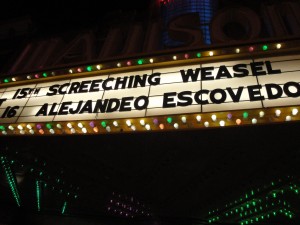 15TH SCREECHING WEASEL
16 ALEJANDEO ESCOVEDO